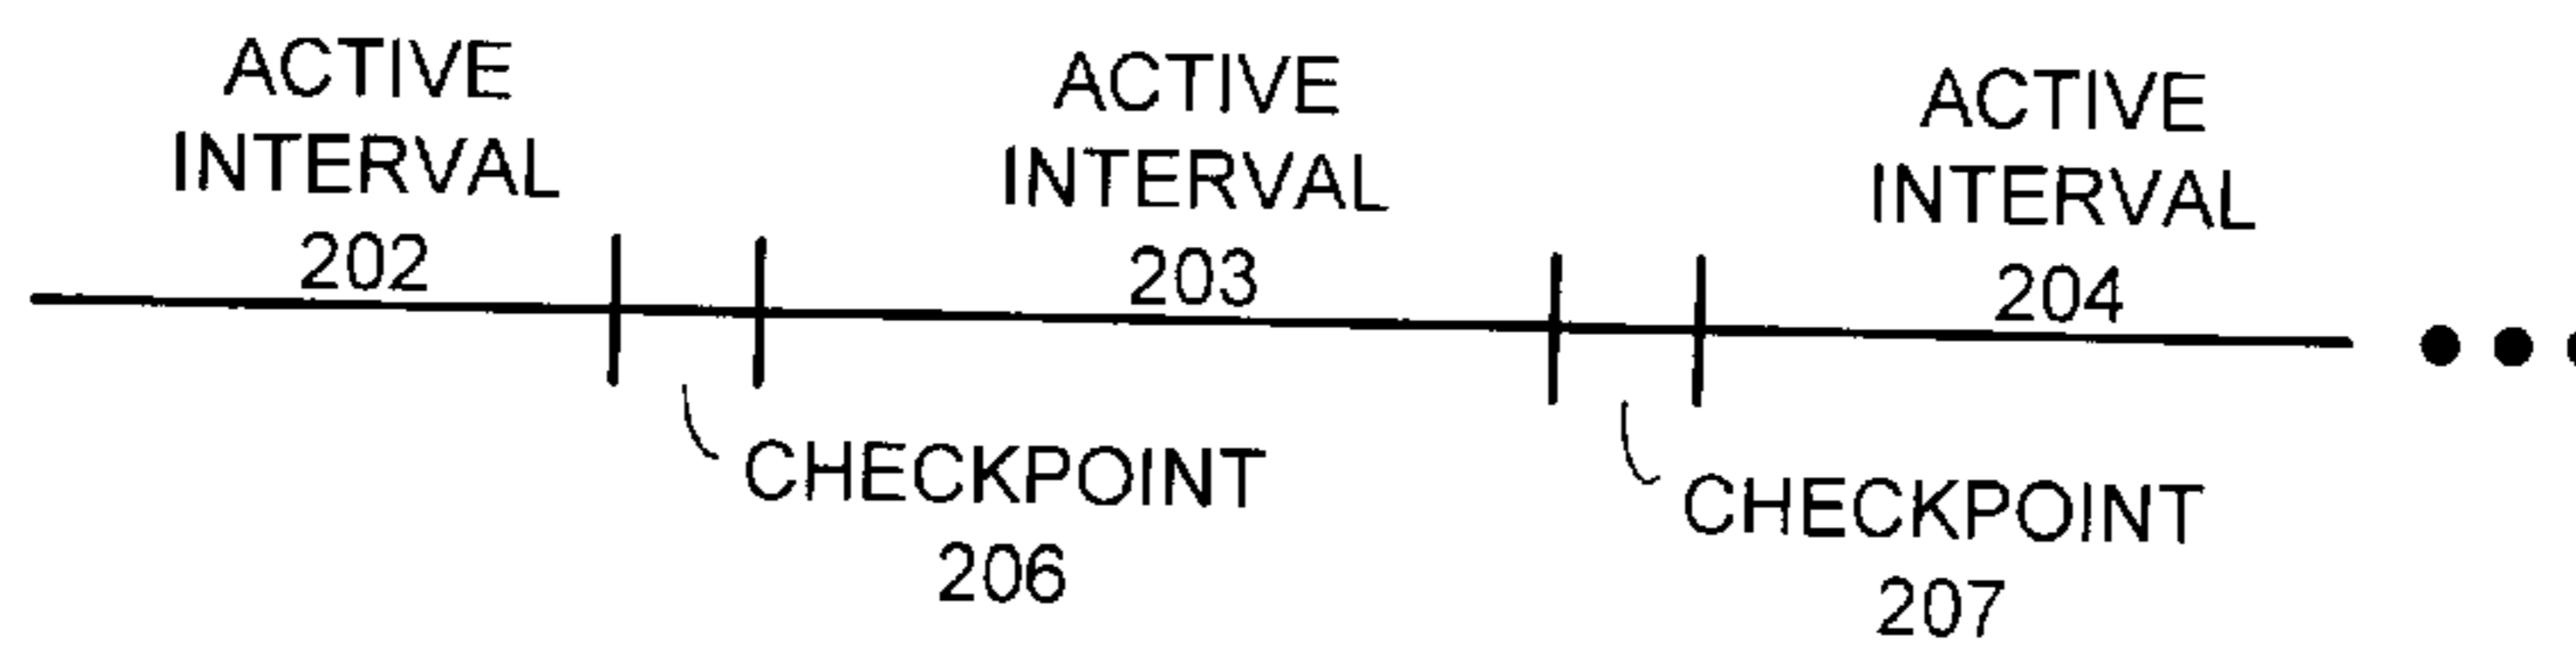 ACTIVE
INTERVAL
202
ACTIVE
INTERVAL
203
ACTIVE
INTERVAL
204
CHECKPOINT
206
CHECKPOINT
207